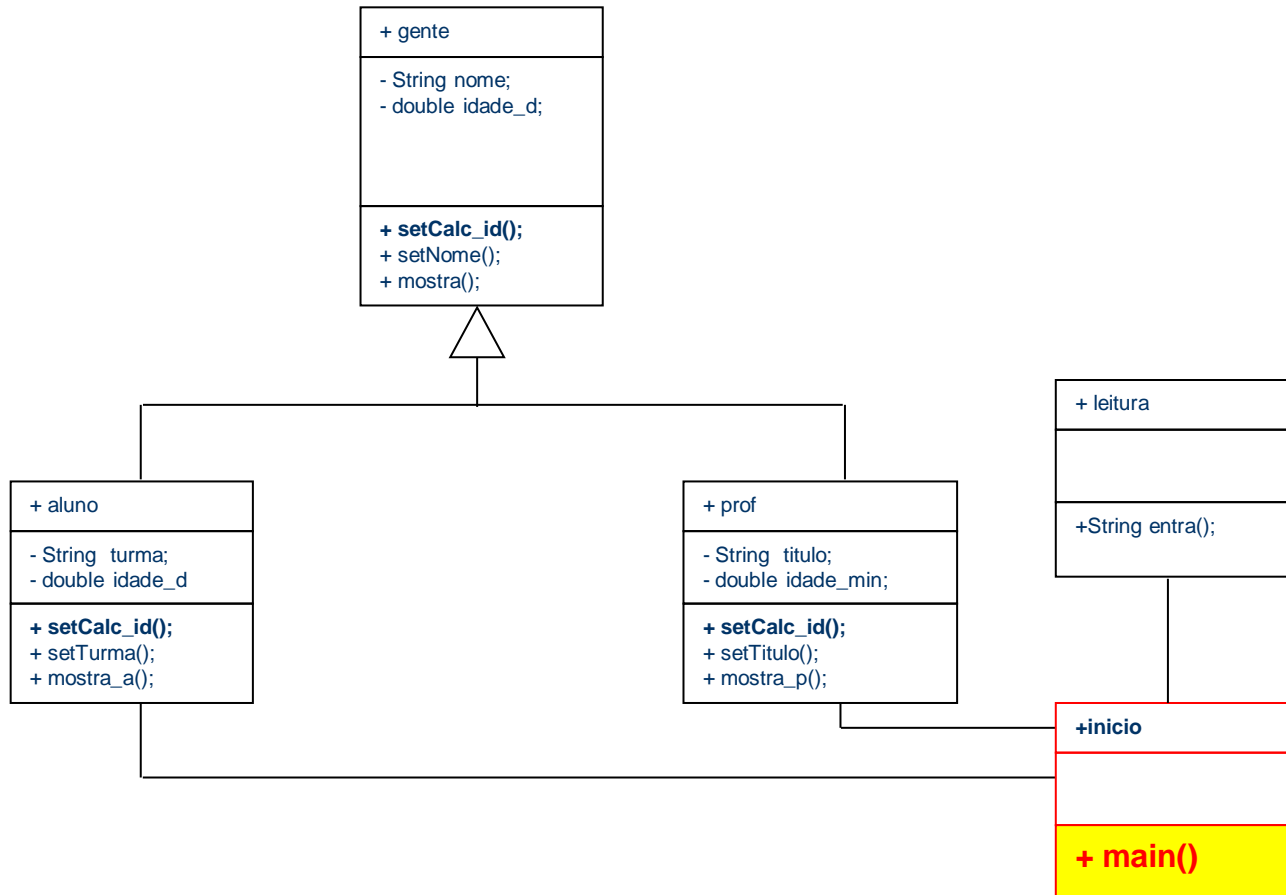 + gente
- String nome;
- double idade_d;
+ setCalc_id();
+ setNome();
+ mostra();
+ leitura
+String entra();
+ aluno
- String turma;
- double idade_d
+ setCalc_id();
+ setTurma();
+ mostra_a();
+ prof
- String titulo;
- double idade_min;
+ setCalc_id();
+ setTitulo();
+ mostra_p();
+inicio
+ main()